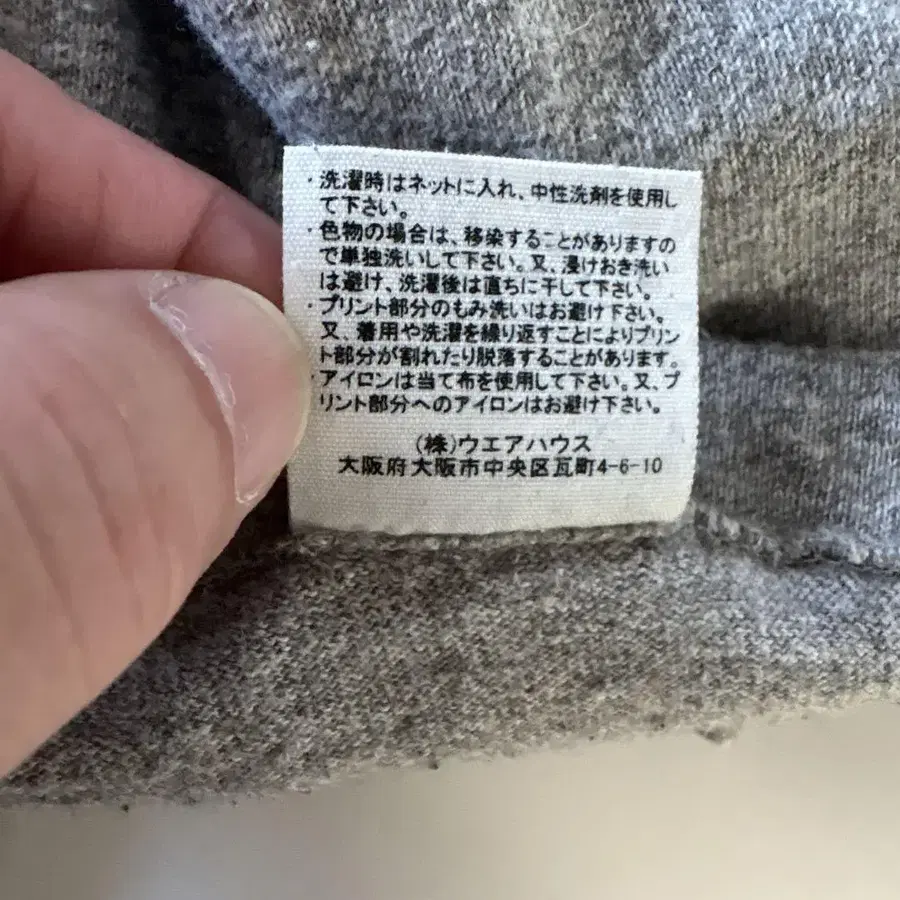 ・洗濯時はネットに入れ、中性洗剤を使用し
て下さい。
・色物の場合は、移染することがありますの
で単独洗いして下さい。又、浸けおき洗い
は避け、洗濯後は直ちに干して下さい。
・プリント部分のもみ洗いはお避け下さい。
又、着用や洗濯を繰り返すことによりプリン
ト部分が割れたり脱落することがあります。
・アイロンは当て布を使用して下さい。又、プ
リント部分へのアイロンはお避け下さい。
(株)ウエアハウス
大阪府大阪市中央区瓦町4-6-10